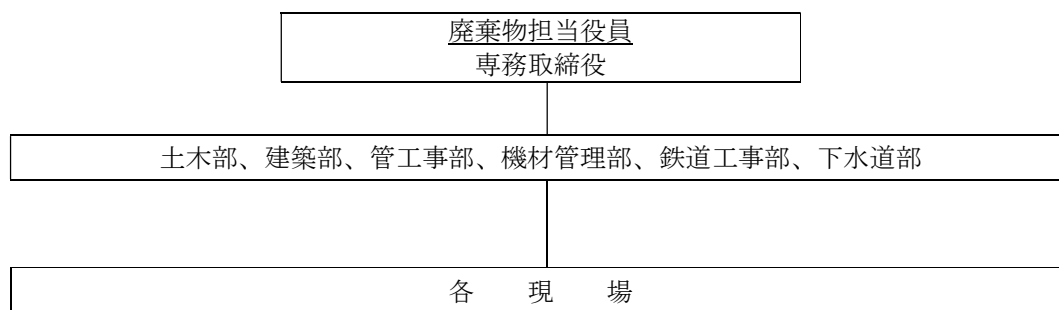 廃棄物担当役員
専務取締役
土木部、建築部、管工事部、機材管理部、鉄道工事部、下水道部
各　現　場